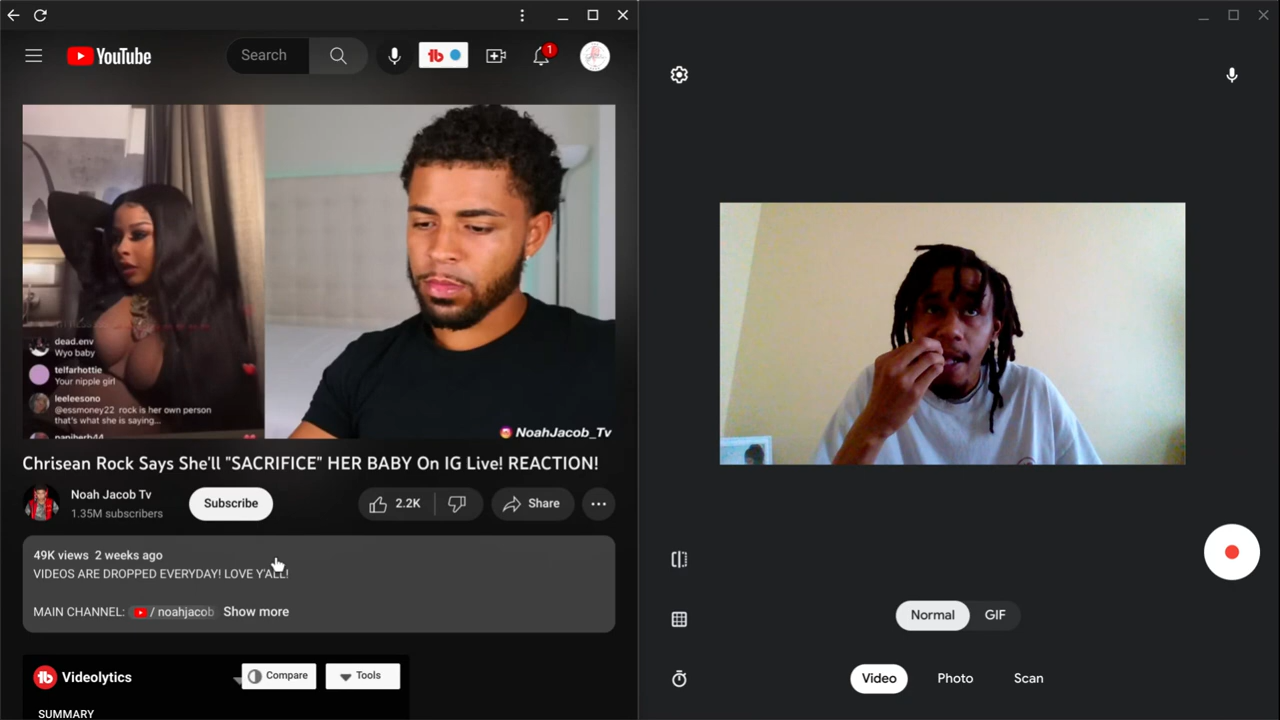 YouTube
Search
1
dead.env
Wyo baby
telfarhottie
Your nipple girl
leeleesono
@essmoney22 rock is her own person
that's what she is saying...
NoahJacob_Tv
Chrisean Rock Says She'll "SACRIFICE" HER BABY On IG Live! REACTION!
Noah Jacob Tv
1.35M subscribers
Subscribe
2.2K
Share
49K views 2 weeks ago
VIDEOS ARE DROPPED EVERYDAY! LOVE Y'ALL!
MAIN CHANNEL: / noahjacob Show more
tb Videolytics
Compare
Tools
SUMMARY
Normal
GIF
Video
Photo
Scan